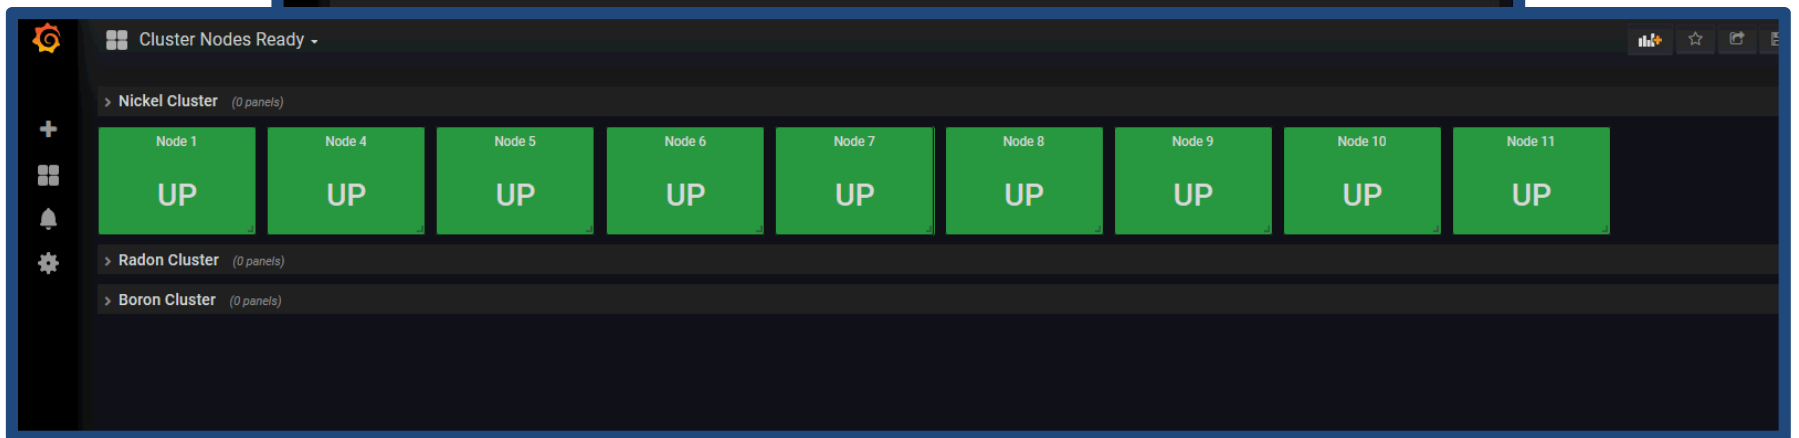 Cluster Nodes Ready
Nickel Cluster (0 panels)
Node 1 Node 4 Node 5 Node 6 Node 7 Node 8 Node 9 Node 10 Node 11
UP UP UP UP UP UP UP UP UP
Radon Cluster (0 panels)
Boron Cluster (0 panels)